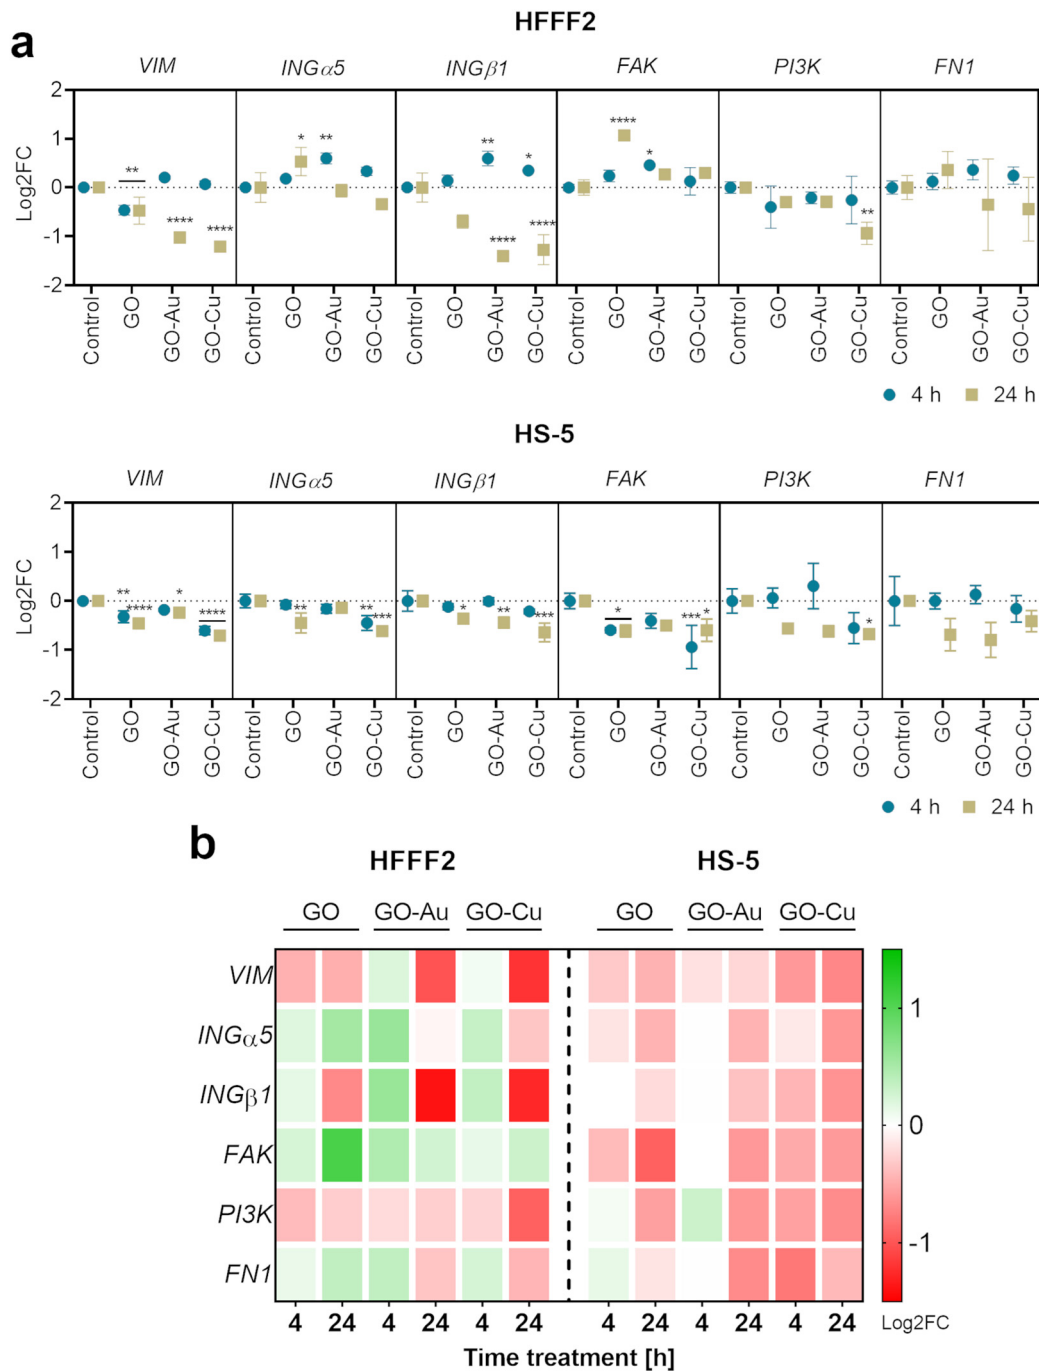 a
HFFF2
VIM INGα5 INGβ1 FAK PI3K FN1
Log2FC
2
1
0
-1
-2
** **** **** * ** ** **** * **** **** * **
Control GO GO-Au GO-Cu Control GO GO-Au GO-Cu Control GO GO-Au GO-Cu Control GO GO-Au GO-Cu Control GO GO-Au GO-Cu Control GO GO-Au GO-Cu
4 h 24 h
HS-5
VIM INGα5 INGβ1 FAK PI3K FN1
Log2FC
2
1
0
-1
-2
** **** * **** ** ** *** * ** *** * *** * *
Control GO GO-Au GO-Cu Control GO GO-Au GO-Cu Control GO GO-Au GO-Cu Control GO GO-Au GO-Cu Control GO GO-Au GO-Cu Control GO GO-Au GO-Cu
4 h 24 h
b
HFFF2 HS-5
GO GO-Au GO-Cu GO GO-Au GO-Cu
VIM
INGα5
INGβ1
FAK
PI3K
FN1
1
0
-1
Log2FC
4 24 4 24 4 24 4 24 4 24 4 24
Time treatment [h]